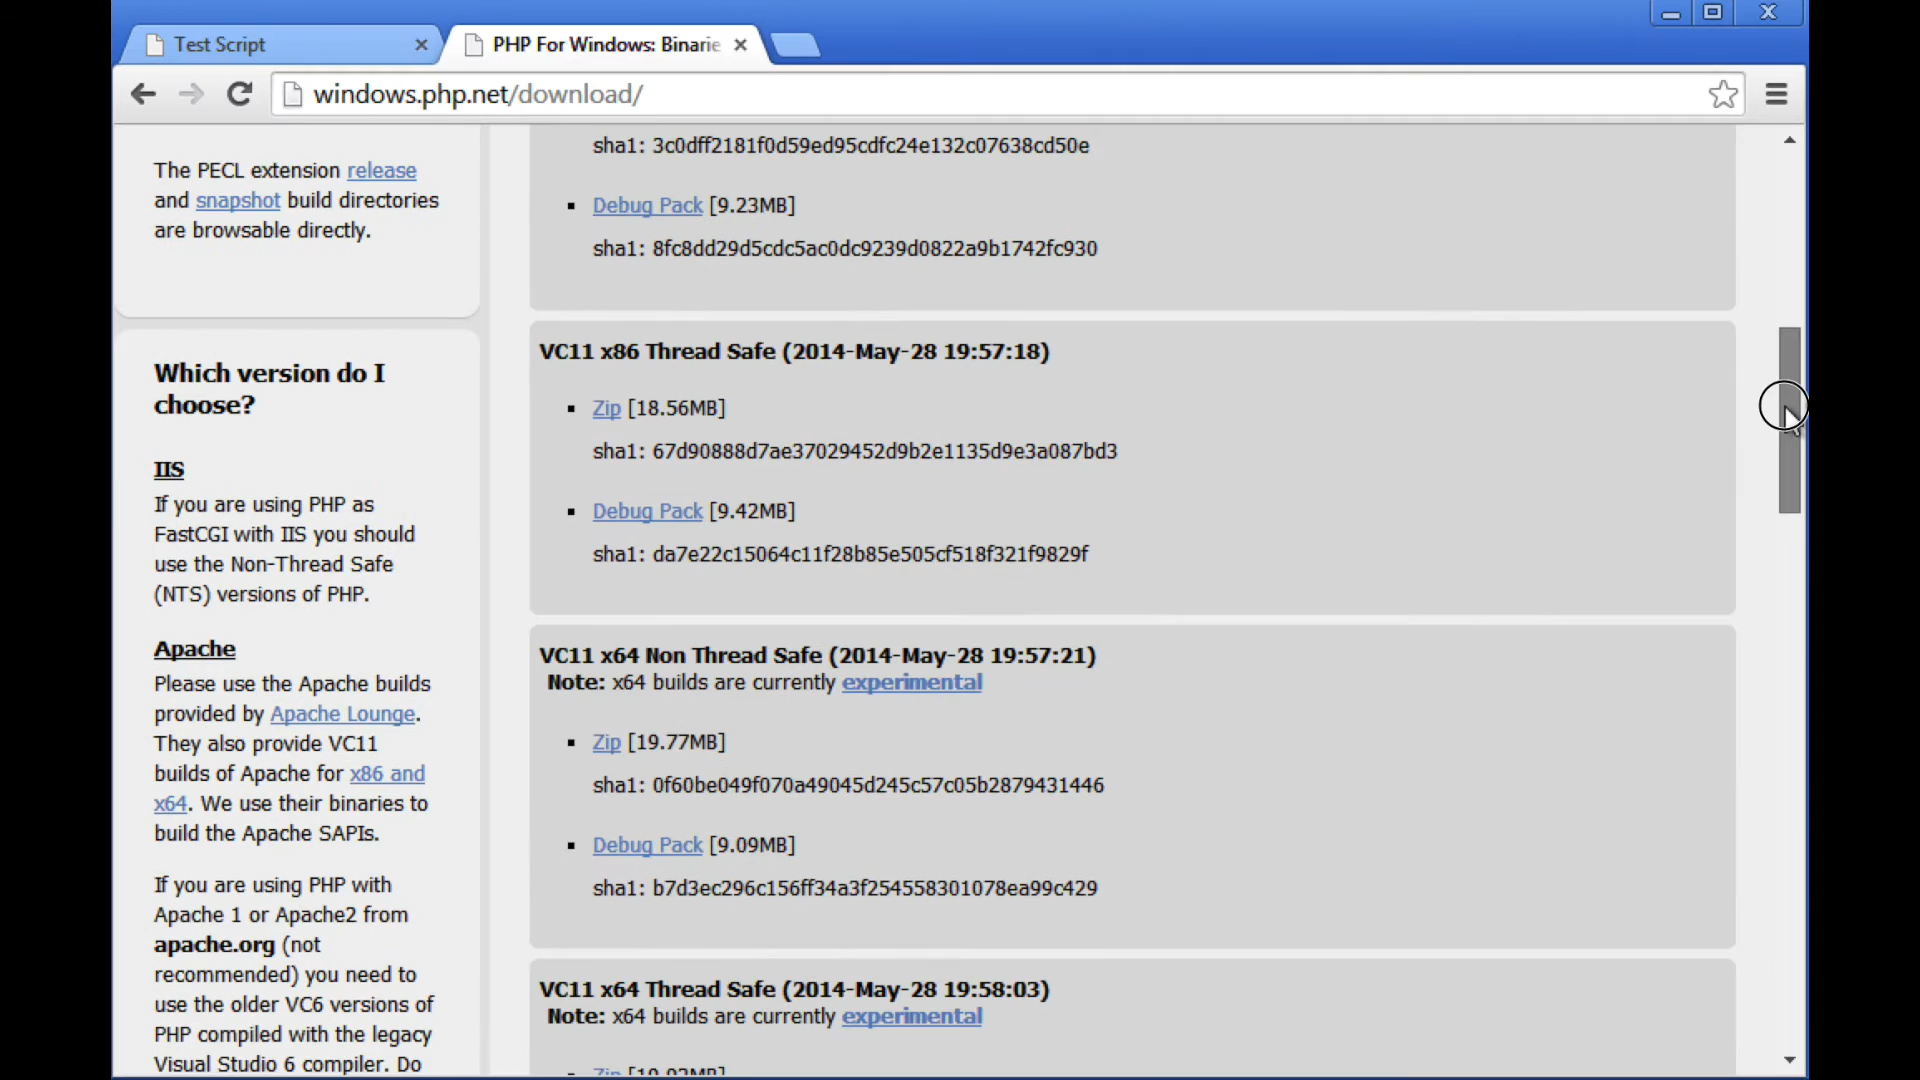 Test Script
PHP For Windows: Binarie
windows.php.net/download/
The PECL extension release
and snapshot build directories
are browsable directly.
Which version do I
choose?
IIS
If you are using PHP as
FastCGI with IIS you should
use the Non-Thread Safe
(NTS) versions of PHP.
Apache
Please use the Apache builds
provided by Apache Lounge.
They also provide VC11
builds of Apache for x86 and
x64. We use their binaries to
build the Apache SAPIs.
If you are using PHP with
Apache 1 or Apache2 from
apache.org (not
recommended) you need to
use the older VC6 versions of
PHP compiled with the legacy
Visual Studio 6 compiler. Do
sha1: 3c0dff2181f0d59ed95cdfc24e132c07638cd50e
Debug Pack [9.23MB]
sha1: 8fc8dd29d5cdc5ac0dc9239d0822a9b1742fc930
VC11 x86 Thread Safe (2014-May-28 19:57:18)
Zip [18.56MB]
sha1: 67d90888d7ae37029452d9b2e1135d9e3a087bd3
Debug Pack [9.42MB]
sha1: da7e22c15064c11f28b85e505cf518f321f9829f
VC11 x64 Non Thread Safe (2014-May-28 19:57:21)
Note: x64 builds are currently experimental
Zip [19.77MB]
sha1: 0f60be049f070a49045d245c57c05b2879431446
Debug Pack [9.09MB]
sha1: b7d3ec296c156ff34a3f254558301078ea99c429
VC11 x64 Thread Safe (2014-May-28 19:58:03)
Note: x64 builds are currently experimental